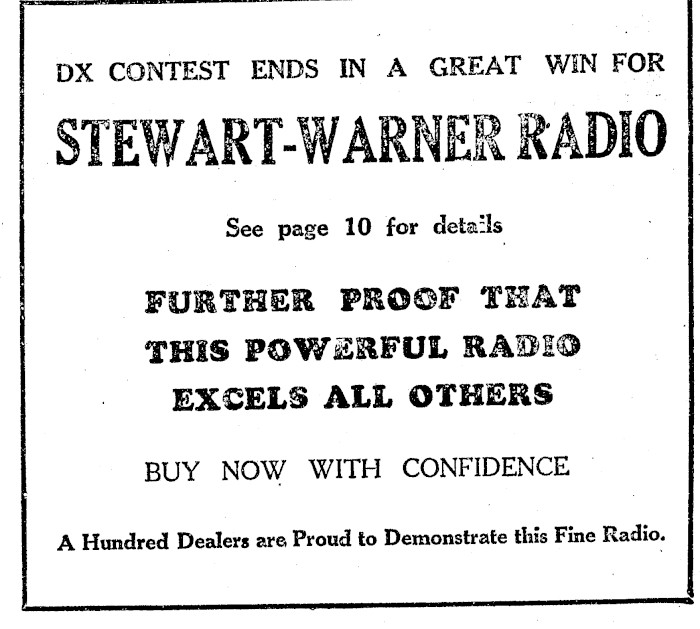 DX CONTEST ENDS IN A GREAT WIN FOR
STEWART-WARNER RADIO
See page 10 for details
FURTHER PROOF THAT
THIS POWERFUL RADIO
EXCELS ALL OTHERS
BUY NOW WITH CONFIDENCE
A Hundred Dealers are Proud to Demonstrate this Fine Radio.